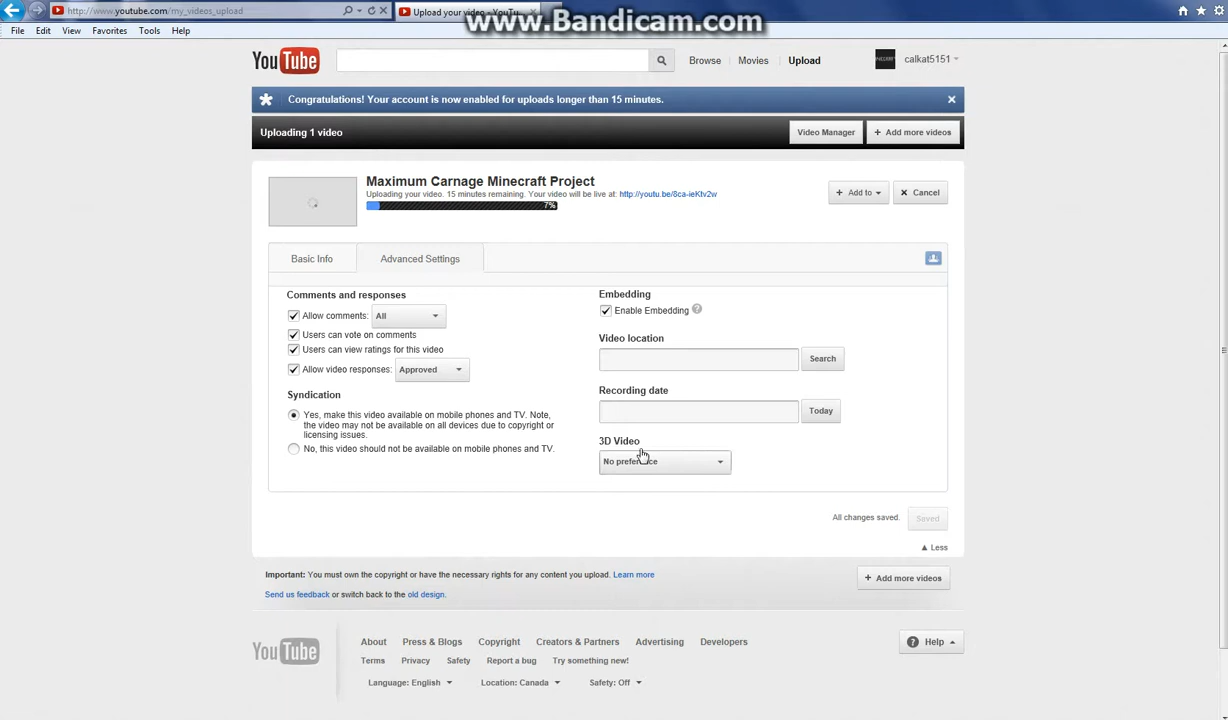 http://www.youtube.com/my_videos_upload
Upload your video - YouTu...
www.Bandicam.com
File Edit View Favorites Tools Help
YouTube
Browse Movies Upload calkat5151
Congratulations! Your account is now enabled for uploads longer than 15 minutes.
Uploading 1 video
Video Manager + Add more videos
Maximum Carnage Minecraft Project
Uploading your video. 15 minutes remaining. Your video will be live at: http://youtu.be/8ca-ieKtv2w
7%
+ Add to
× Cancel
Basic Info Advanced Settings
Comments and responses
Allow comments: All
Users can vote on comments
Users can view ratings for this video
Allow video responses: Approved
Syndication
Yes, make this video available on mobile phones and TV. Note,
the video may not be available on all devices due to copyright or
licensing issues.
No, this video should not be available on mobile phones and TV.
Embedding
Enable Embedding ?
Video location
Search
Recording date
Today
3D Video
No preference
All changes saved. Saved
Less
Important: You must own the copyright or have the necessary rights for any content you upload. Learn more
+ Add more videos
Send us feedback or switch back to the old design.
YouTube
About Press & Blogs Copyright Creators & Partners Advertising Developers
? Help
Terms Privacy Safety Report a bug Try something new!
Language: English Location: Canada Safety: Off